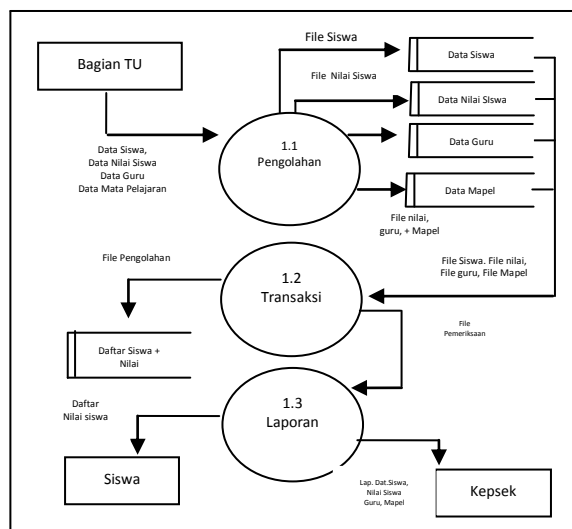 File Siswa
Bagian TU
Data Siswa
File Nilai Siswa
Data Nilai SIswa
Data Siswa,
Data Nilai Siswa
Data Guru
Data Mata Pelajaran
1.1
Pengolahan
Data Guru
Data Mapel
File nilai,
guru, + Mapel
File Pengolahan
1.2
Transaksi
File Siswa. File nilai,
File guru, File Mapel
File
Pemeriksaan
Daftar Siswa +
Nilai
Daftar
Nilai siswa
1.3
Laporan
Siswa
Lap. Dat.Siswa,
Nilai Siswa
Guru, Mapel
Kepsek